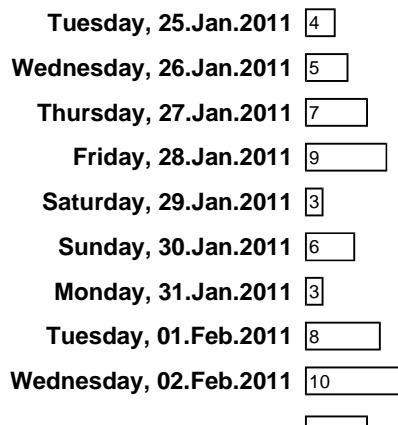 Tuesday, 25.Jan.2011 4
Wednesday, 26.Jan.2011 5
Thursday, 27.Jan.2011 7
Friday, 28.Jan.2011 9
Saturday, 29.Jan.2011 3
Sunday, 30.Jan.2011 6
Monday, 31.Jan.2011 3
Tuesday, 01.Feb.2011 8
Wednesday, 02.Feb.2011 10